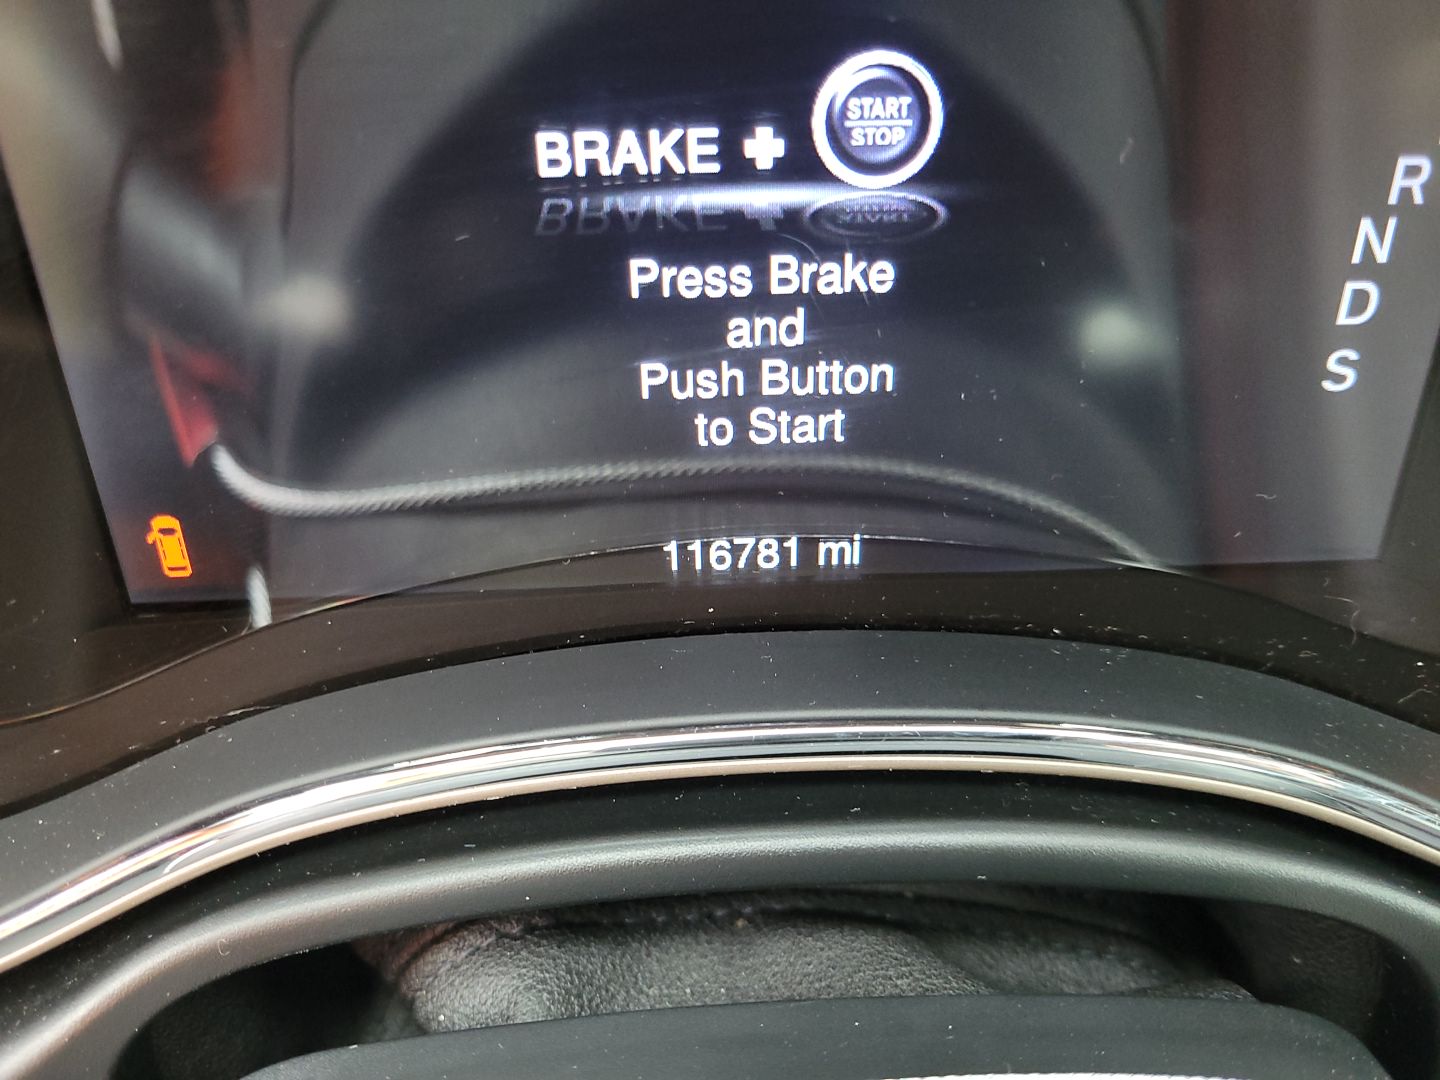 BRAKE + START
STOP
Press Brake
and
Push Button
to Start
116781 mi
R
N
D
S